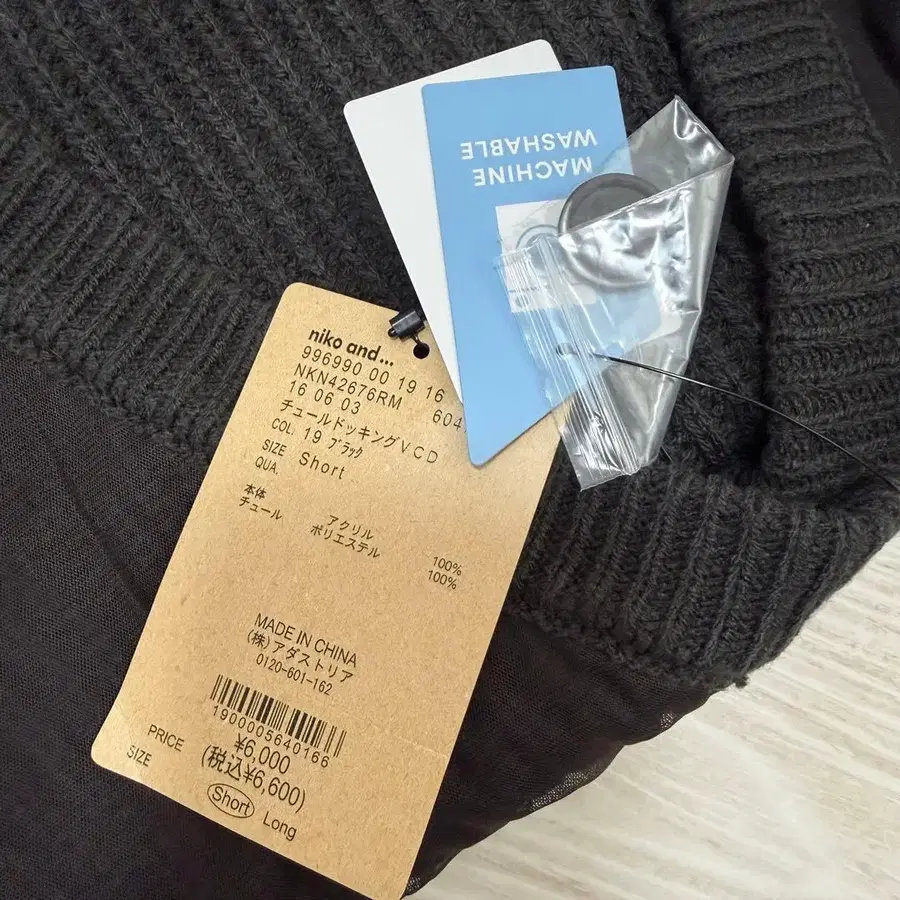 MACHINE
WASHABLE
niko and...
996990 00 19 16
NKN42676RM 604
16 06 03
チュールドッキングVCD
COL. 19 ブラック
SIZE Short
QUA.
本体 アクリル 100%
チュール ポリエステル 100%
MADE IN CHINA
(株)アダストリア
0120-601-162
1900005640166
PRICE ¥6,000
(税込¥6,600)
SIZE Short Long